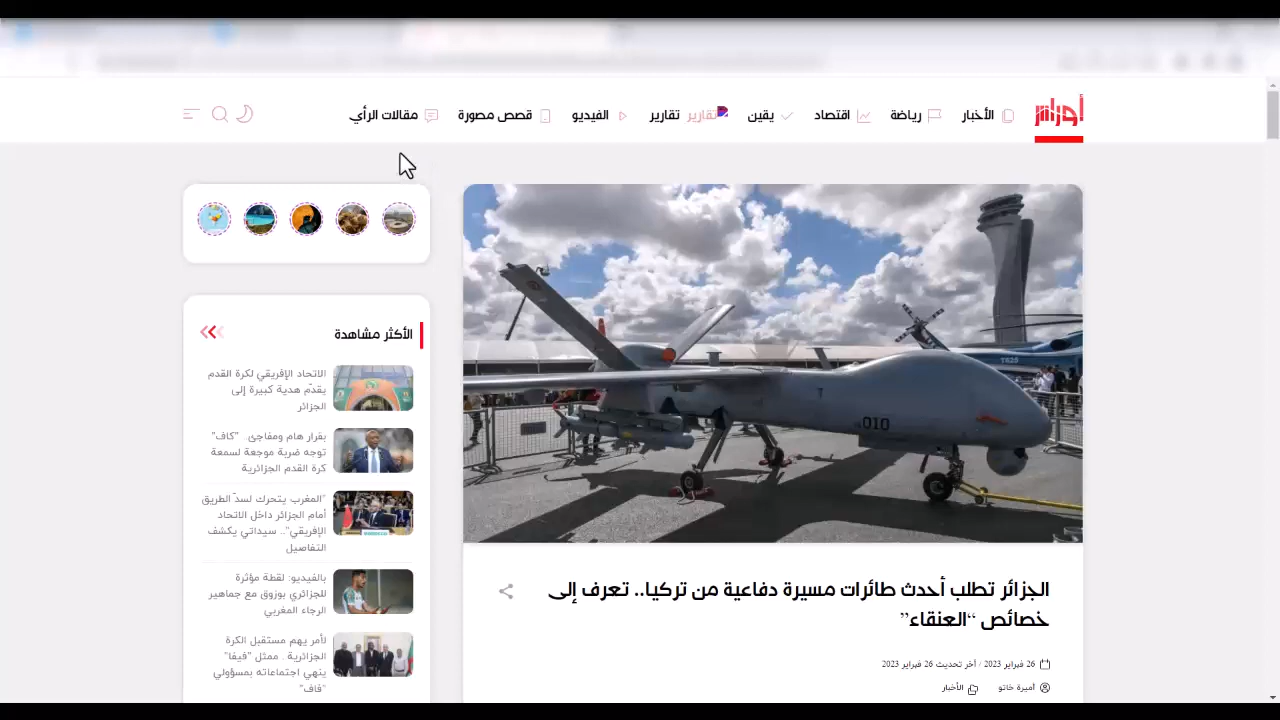 أوراس
الأخبار
رياضة
اقتصاد
يقين
تقارير تقارير
الفيديو
قصص مصورة
مقالات الرأي
010
الجزائر تطلب أحدث طائرات مسيرة دفاعية من تركيا.. تعرف إلى
خصائص “العنقاء”
26 فبراير 2023 / آخر تحديث 26 فبراير 2023
أميرة خاتو
الأخبار
الأكثر مشاهدة
الاتحاد الإفريقي لكرة القدم
يقدّم هدية كبيرة إلى
الجزائر
بقرار هام ومفاجئ.. "كاف"
توجه ضربة موجعة لسمعة
كرة القدم الجزائرية
"المغرب يتحرك لسدّ الطريق
أمام الجزائر داخل الاتحاد
الإفريقي".. سيداتي يكشف
التفاصيل
بالفيديو: لقطة مؤثرة
للجزائري بوزوق مع جماهير
الرجاء المغربي
لأمر يهم مستقبل الكرة
الجزائرية.. ممثل "فيفا"
ينهي اجتماعاته بمسؤولي
"فاف"